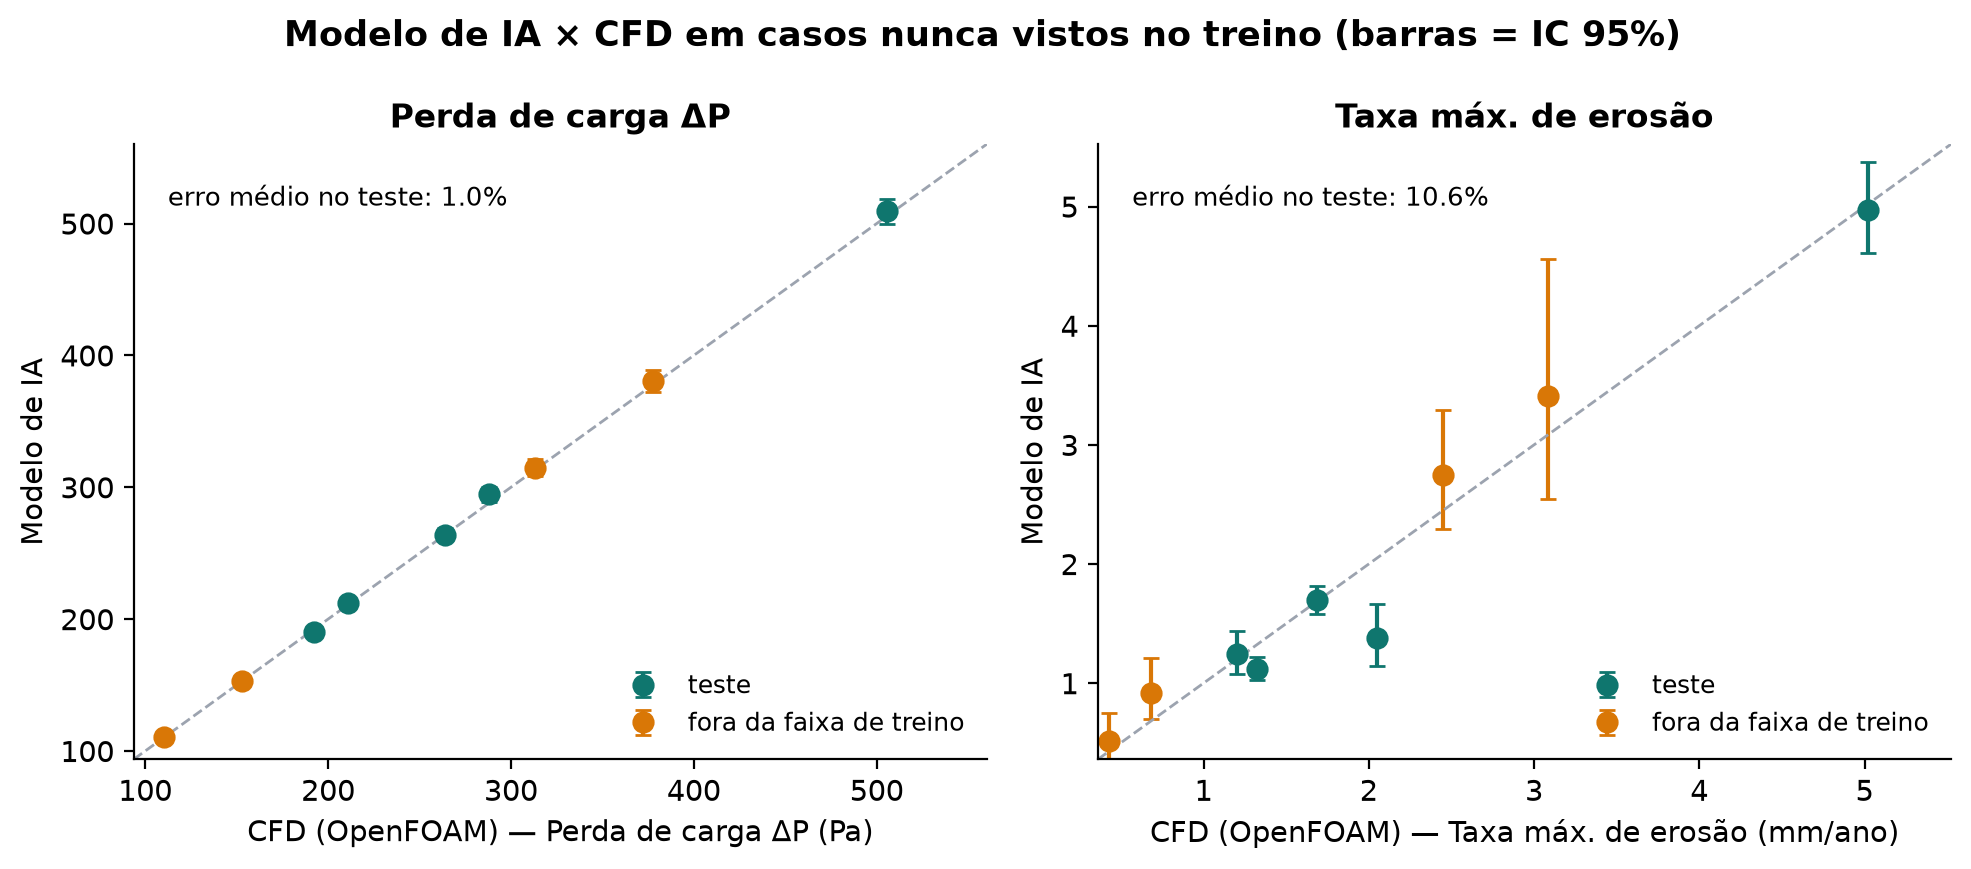 Modelo de IA × CFD em casos nunca vistos no treino (barras = IC 95%)
Perda de carga ΔP
erro médio no teste: 1.0%
500
400
300
200
100
Modelo de IA
teste
fora da faixa de treino
100 200 300 400 500
CFD (OpenFOAM) — Perda de carga ΔP (Pa)
Taxa máx. de erosão
erro médio no teste: 10.6%
5
4
3
2
1
Modelo de IA
teste
fora da faixa de treino
1 2 3 4 5
CFD (OpenFOAM) — Taxa máx. de erosão (mm/ano)